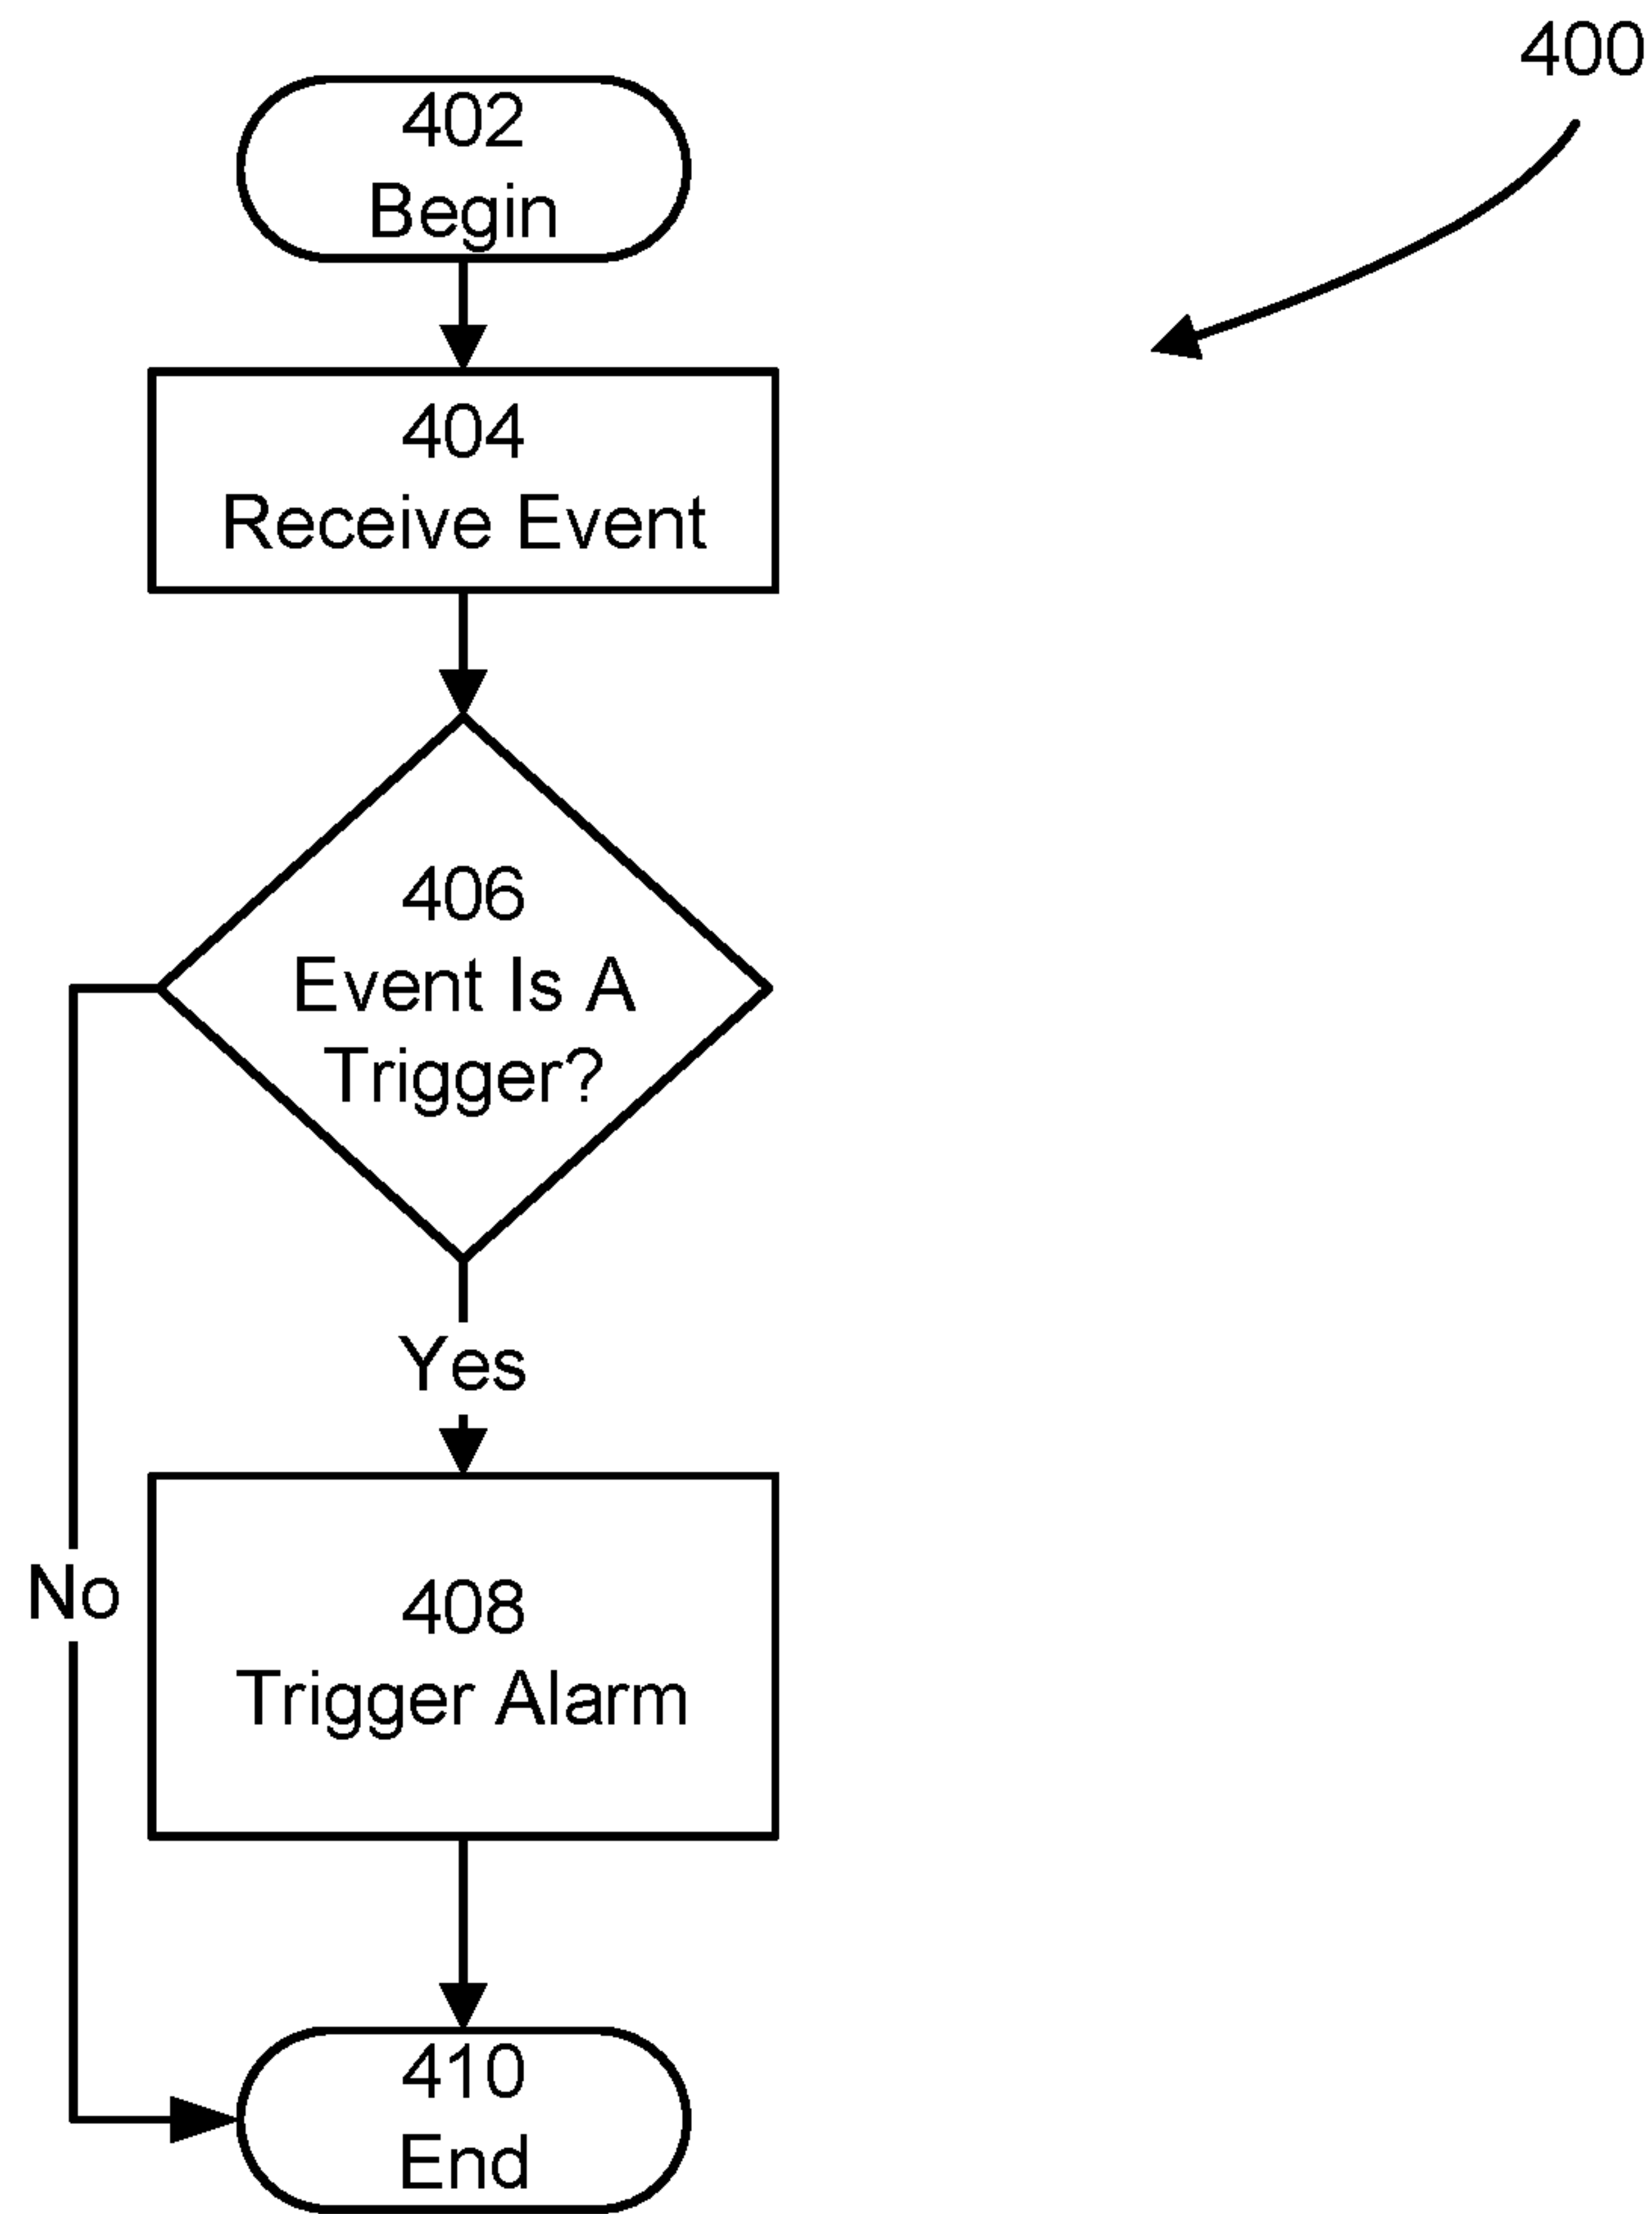 400
402
Begin
404
Receive Event
406
Event Is A
Trigger?
Yes
No
408
Trigger Alarm
410
End